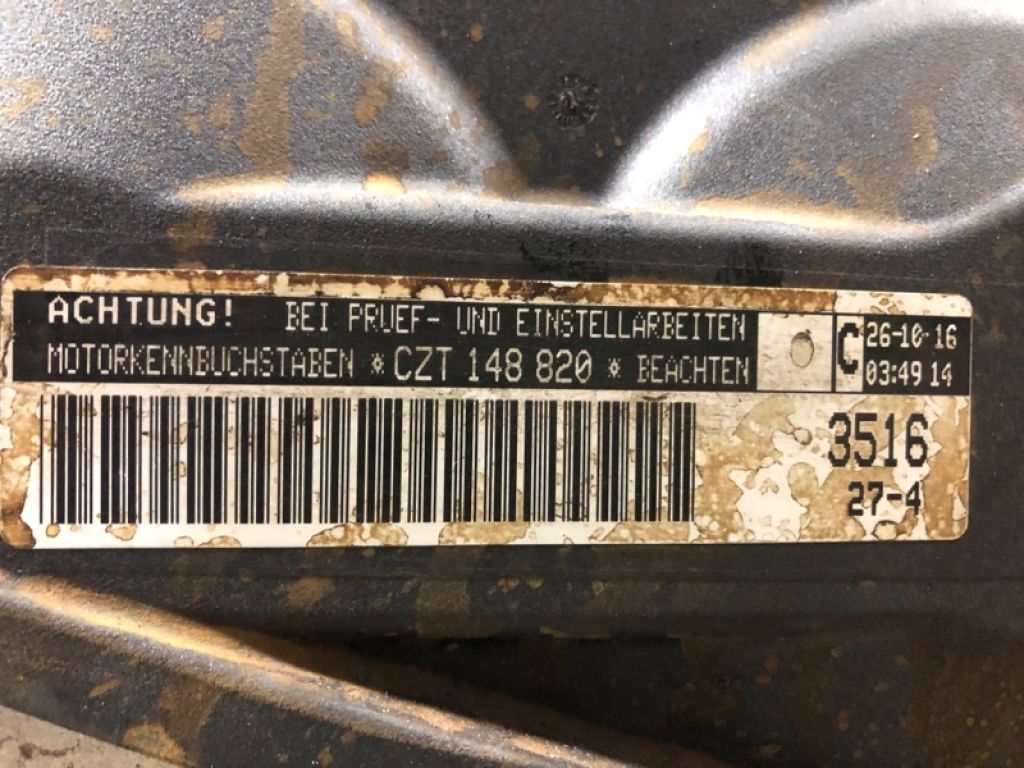 ACHTUNG! BEI PRUEF- UND EINSTELLARBEITEN
MOTORKENNBUCHSTABEN *CZT 148 820 * BEACHTEN
C
26-10-16
03:49 14
3516
27-4